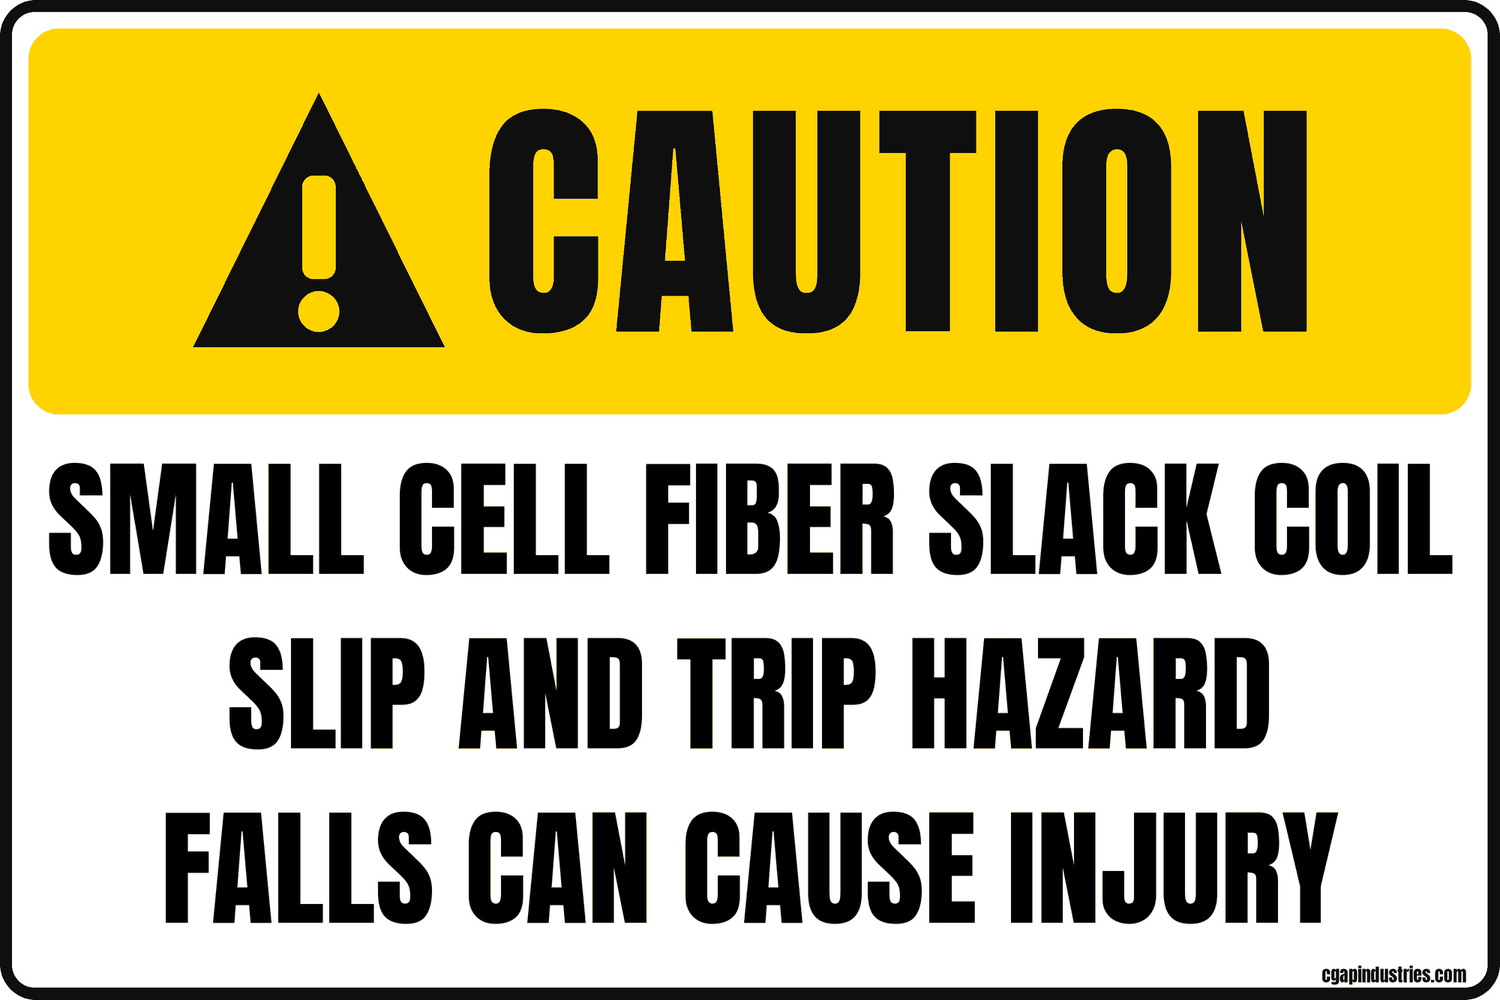 CAUTION
SMALL CELL FIBER SLACK COIL
SLIP AND TRIP HAZARD
FALLS CAN CAUSE INJURY
cgapindustries.com